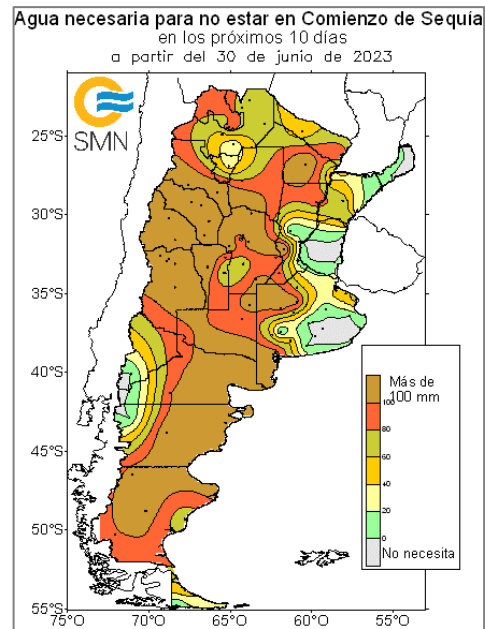 Agua necesaria para no estar en Comienzo de Sequía
en los próximos 10 días
a partir del 30 de junio de 2023
SMN
25°S
30°S
35°S
40°S
45°S
50°S
55°S
75°O
70°O
65°O
60°O
55°O
Más de
100 mm
100
80
60
40
20
0
No necesita